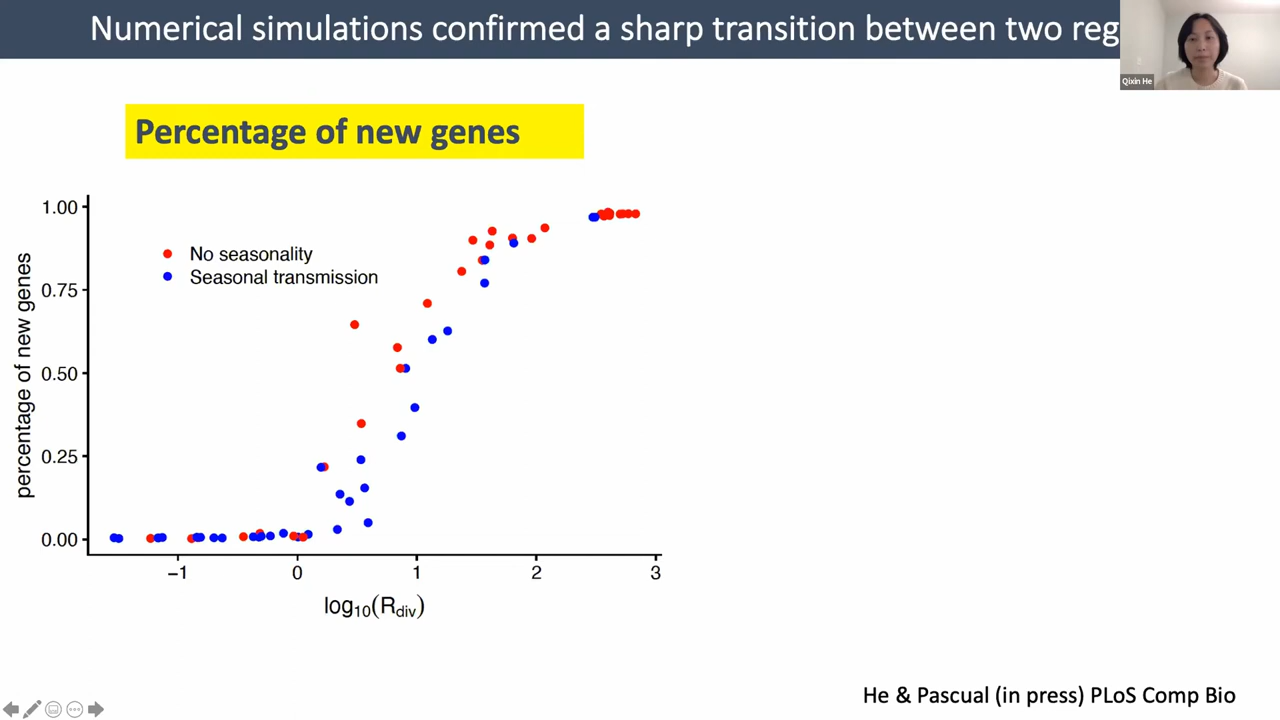 Numerical simulations confirmed a sharp transition between two reg
Qixin He
Percentage of new genes
percentage of new genes
1.00
0.75
0.50
0.25
0.00
No seasonality
Seasonal transmission
−1 0 1 2 3
log10(Rdiv)
He & Pascual (in press) PLoS Comp Bio